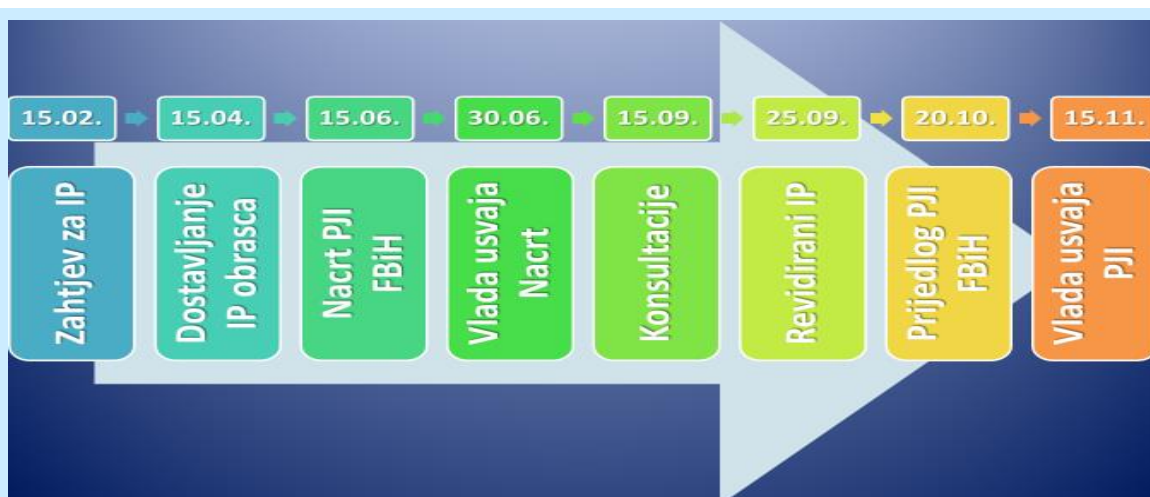 15.02.
15.04.
15.06.
30.06.
15.09.
25.09.
20.10.
15.11.
Zahtjev za IP
Dostavljanje
IP obrasca
Nacrt PJI
FBiH
Vlada usvaja
Nacrt
Konsultacije
Revidirani IP
Prijedlog PJI
FBiH
Vlada usvaja
PJI